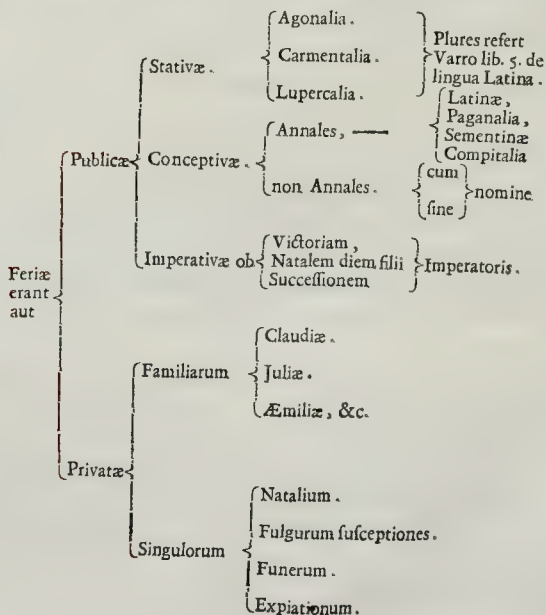 Feriæ
erant
aut
Publicæ
Stativæ.
Agonalia.
Carmentalia.
Lupercalia.
Plures refert
Varro lib. 5. de
lingua Latina.
Conceptivæ.
Annales, —
Latinæ,
Paganalia,
Sementinæ
Compitalia
non Annales.
cum
ſine
nomine
Imperativæ ob
Victoriam,
Natalem diem filii
Succeſſionem
Imperatoris.
Privatæ
Familiarum
Claudiæ.
Juliæ.
Æmiliæ, &c.
Singulorum
Natalium.
Fulgurum ſuſceptiones.
Funerum.
Expiationum.